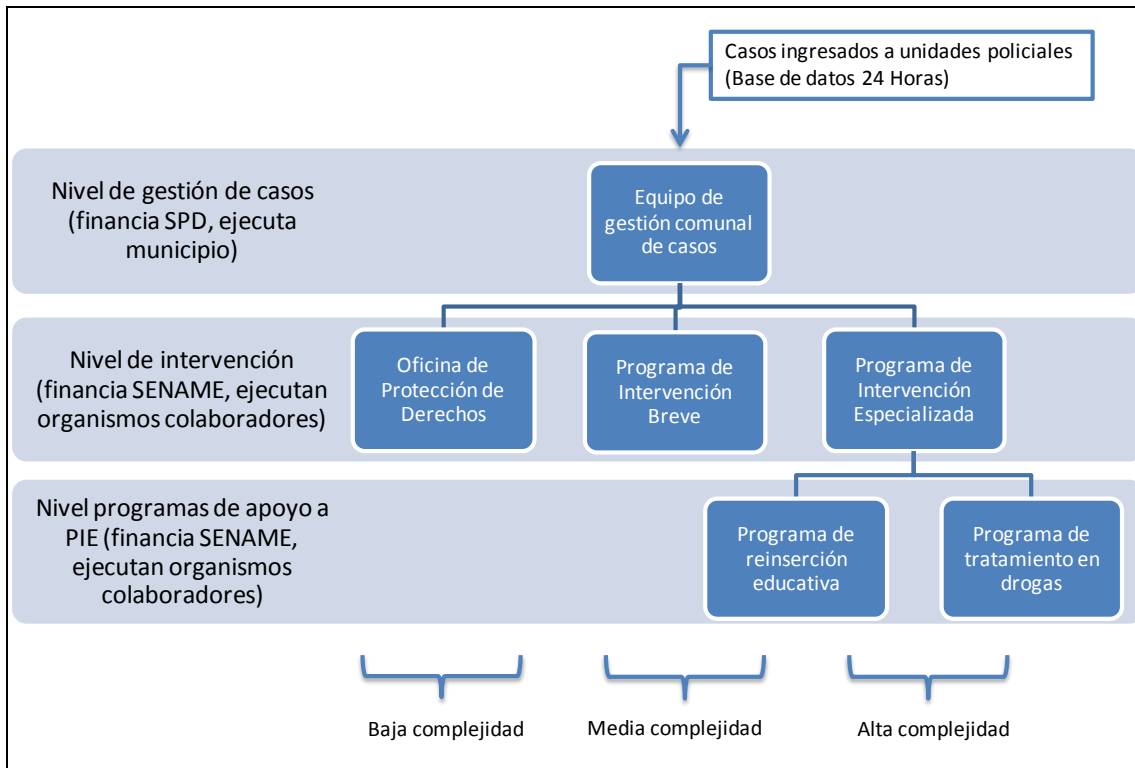 Casos ingresados a unidades policiales
(Base de datos 24 Horas)
Nivel de gestión de casos
(financia SPD, ejecuta
municipio)
Equipo de
gestión comunal
de casos
Nivel de intervención
(financia SENAME, ejecutan
organismos colaboradores)
Oficina de
Protección de
Derechos
Programa de
Intervención
Breve
Programa de
Intervención
Especializada
Nivel programas de apoyo a
PIE (financia SENAME,
ejecutan organismos
colaboradores)
Programa de
reinserción
educativa
Programa de
tratamiento en
drogas
Baja complejidad
Media complejidad
Alta complejidad